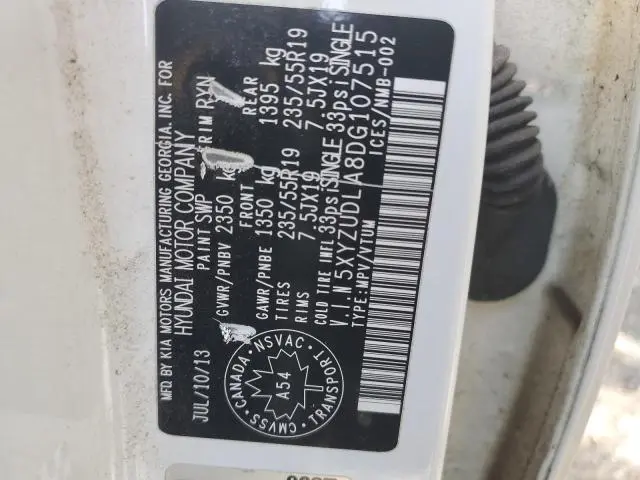 MFD BY KIA MOTORS MANUFACTURING GEORGIA, INC. FOR
HYUNDAI MOTOR COMPANY
JUL/10/13 PAINT SWP TRIM RYN
GVWR/PNBV 2350 kg
FRONT REAR
GAWR/PNBE 1350 kg 1395 kg
TIRES 235/55R19 235/55R19
RIMS 7.5JX19 7.5JX19
COLD TIRE INFL 33psi SINGLE 33psi SINGLE
V.I.N 5XYZUDLA8DG107515
TYPE:MPV/VTUM ICES/NMB-002
CANADA NSVAC
A54
CMVSS TRANSPORT